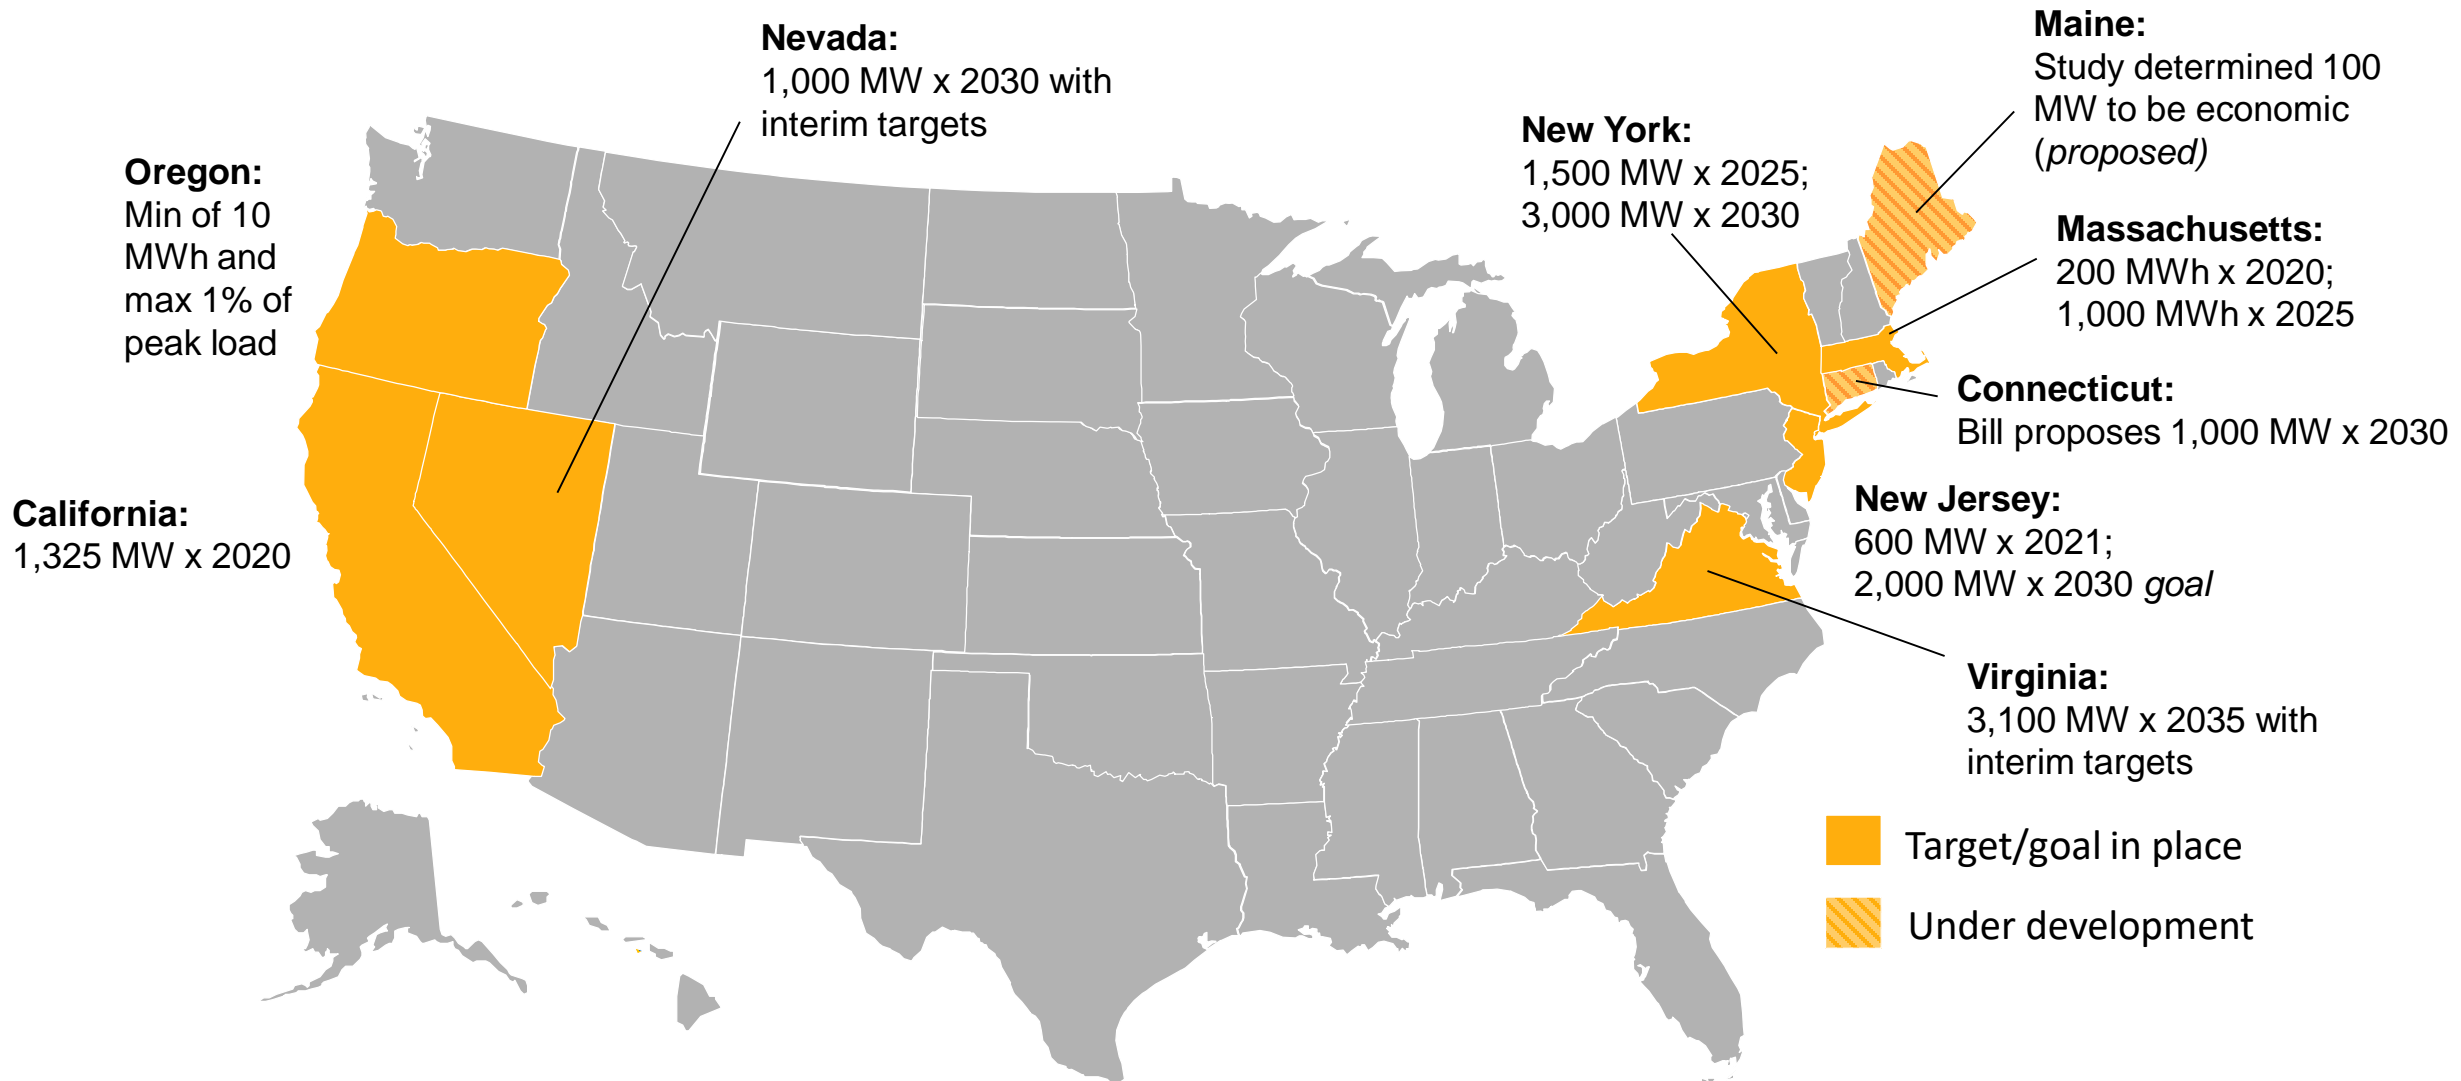 Nevada:
1,000 MW x 2030 with
interim targets
Maine:
Study determined 100
MW to be economic
(proposed)
New York:
1,500 MW x 2025;
3,000 MW x 2030
Oregon:
Min of 10
MWh and
max 1% of
peak load
Massachusetts:
200 MWh x 2020;
1,000 MWh x 2025
Connecticut:
Bill proposes 1,000 MW x 2030
California:
1,325 MW x 2020
New Jersey:
600 MW x 2021;
2,000 MW x 2030 goal
Virginia:
3,100 MW x 2035 with
interim targets
Target/goal in place
Under development